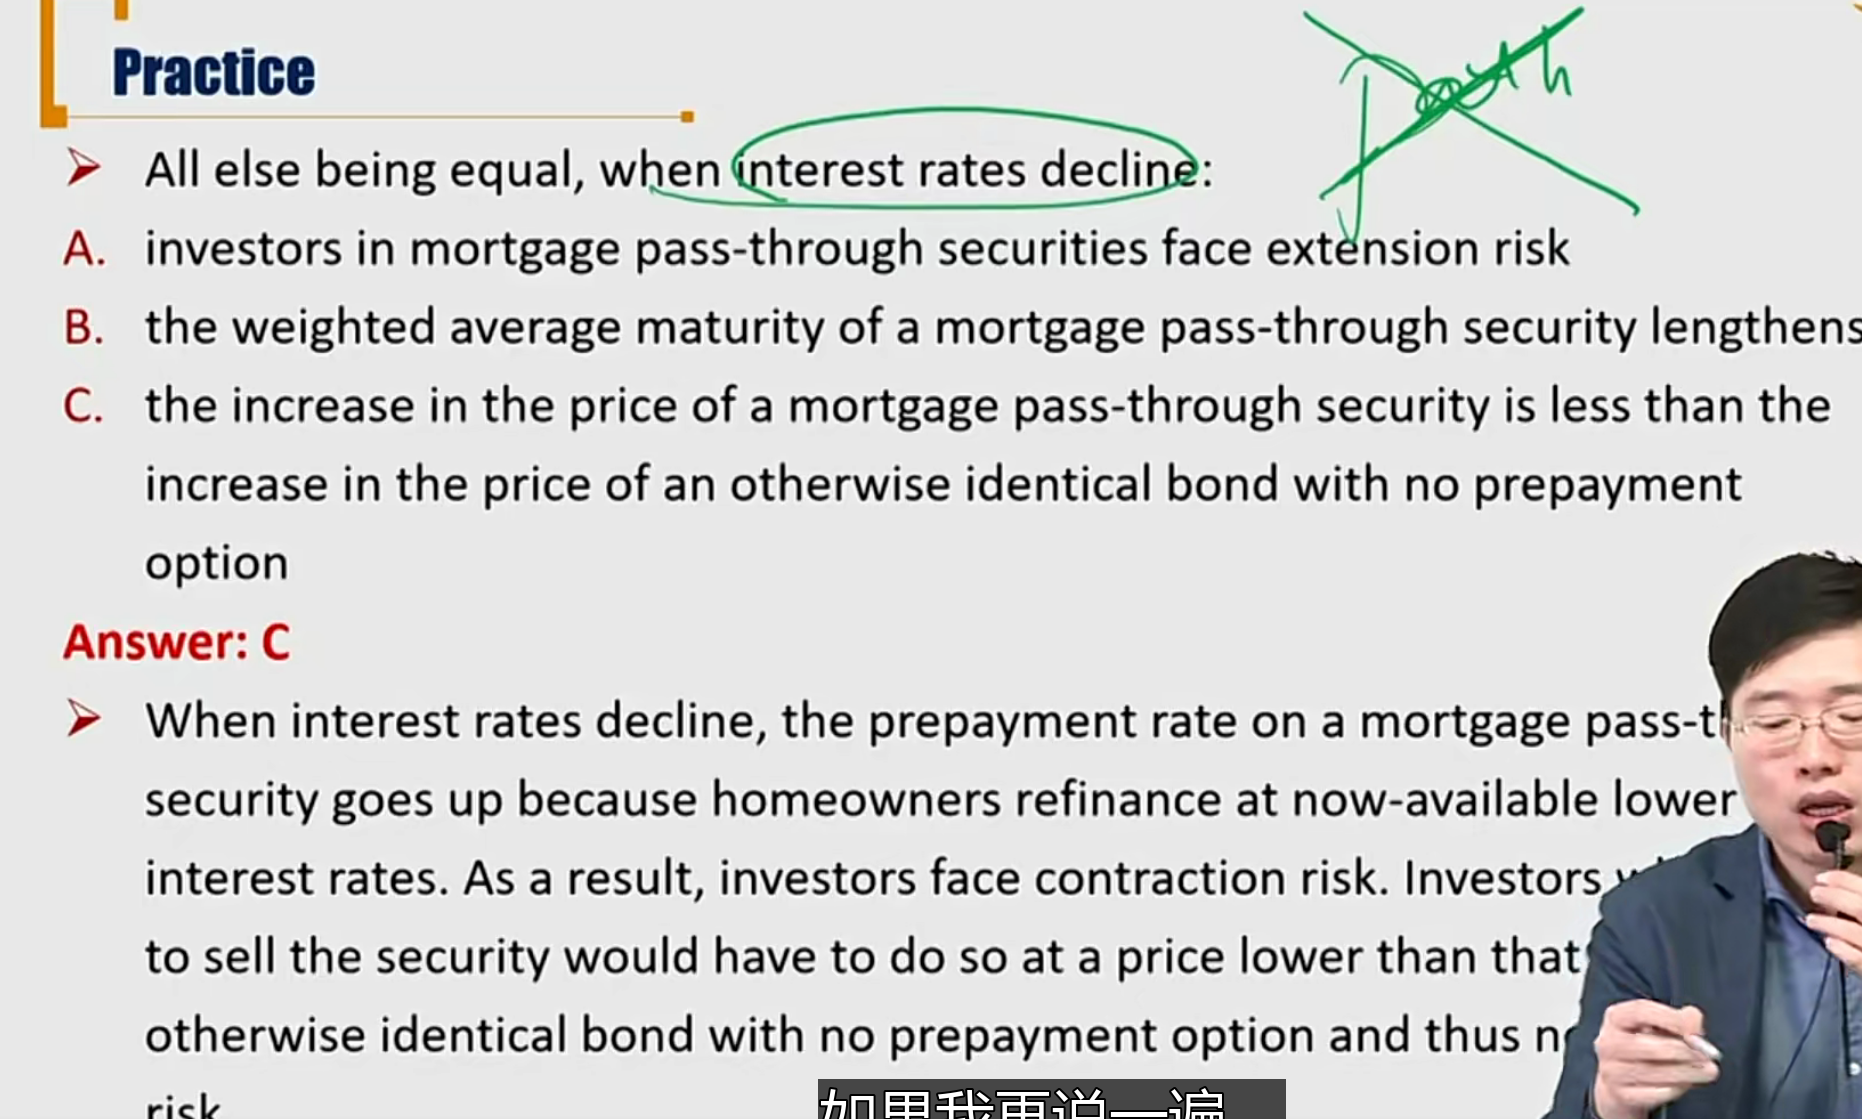 Practice
All else being equal, when interest rates decline:
A. investors in mortgage pass-through securities face extension risk
B. the weighted average maturity of a mortgage pass-through security lengthens
C. the increase in the price of a mortgage pass-through security is less than the
increase in the price of an otherwise identical bond with no prepayment
option
Answer: C
When interest rates decline, the prepayment rate on a mortgage
security goes up because homeowners refinance at now-available lower
interest rates. As a result, investors face contraction risk. Investors
to sell the security would have to do so at a price lower than that
otherwise identical bond with no prepayment option and thus
risk
如果我再说一遍